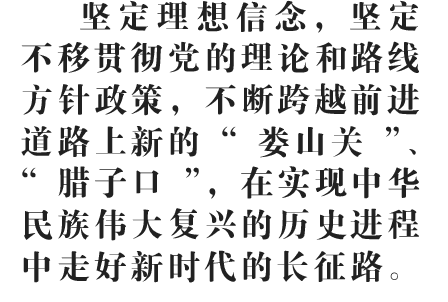 坚定理想信念，坚定
不移贯彻党的理论和路线
方针政策，不断跨越前进
道路上新的“娄山关”、
“腊子口”，在实现中华
民族伟大复兴的历史进程
中走好新时代的长征路。